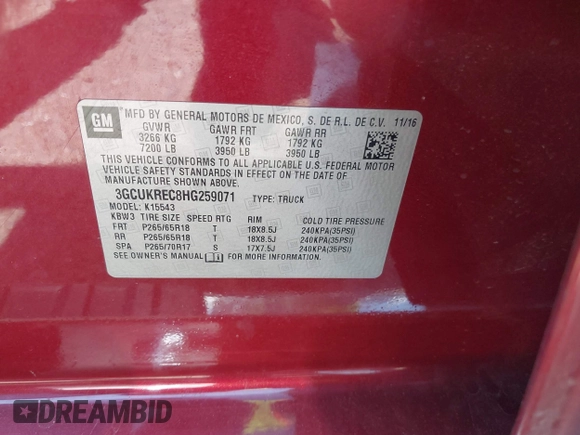 GM
MFD BY GENERAL MOTORS DE MEXICO, S. DE R.L. DE C.V. 11/16
GVWR GAWR FRT GAWR RR
3266 KG 1792 KG 1792 KG
7200 LB 3950 LB 3950 LB
THIS VEHICLE CONFORMS TO ALL APPLICABLE U.S. FEDERAL MOTOR
VEHICLE SAFETY STANDARDS IN EFFECT ON THE DATE OF
MANUFACTURE SHOWN ABOVE.
3GCUKREC8HG259071 TYPE: TRUCK
MODEL: K15543
KBW3 TIRE SIZE SPEED RTG RIM COLD TIRE PRESSURE
FRT P265/65R18 T 18X8.5J 240KPA(35PSI)
RR P265/65R18 T 18X8.5J 240KPA(35PSI)
SPA P265/70R17 S 17X7.5J 240KPA(35PSI)
SEE OWNER'S MANUAL FOR MORE INFORMATION.
DREAMBID